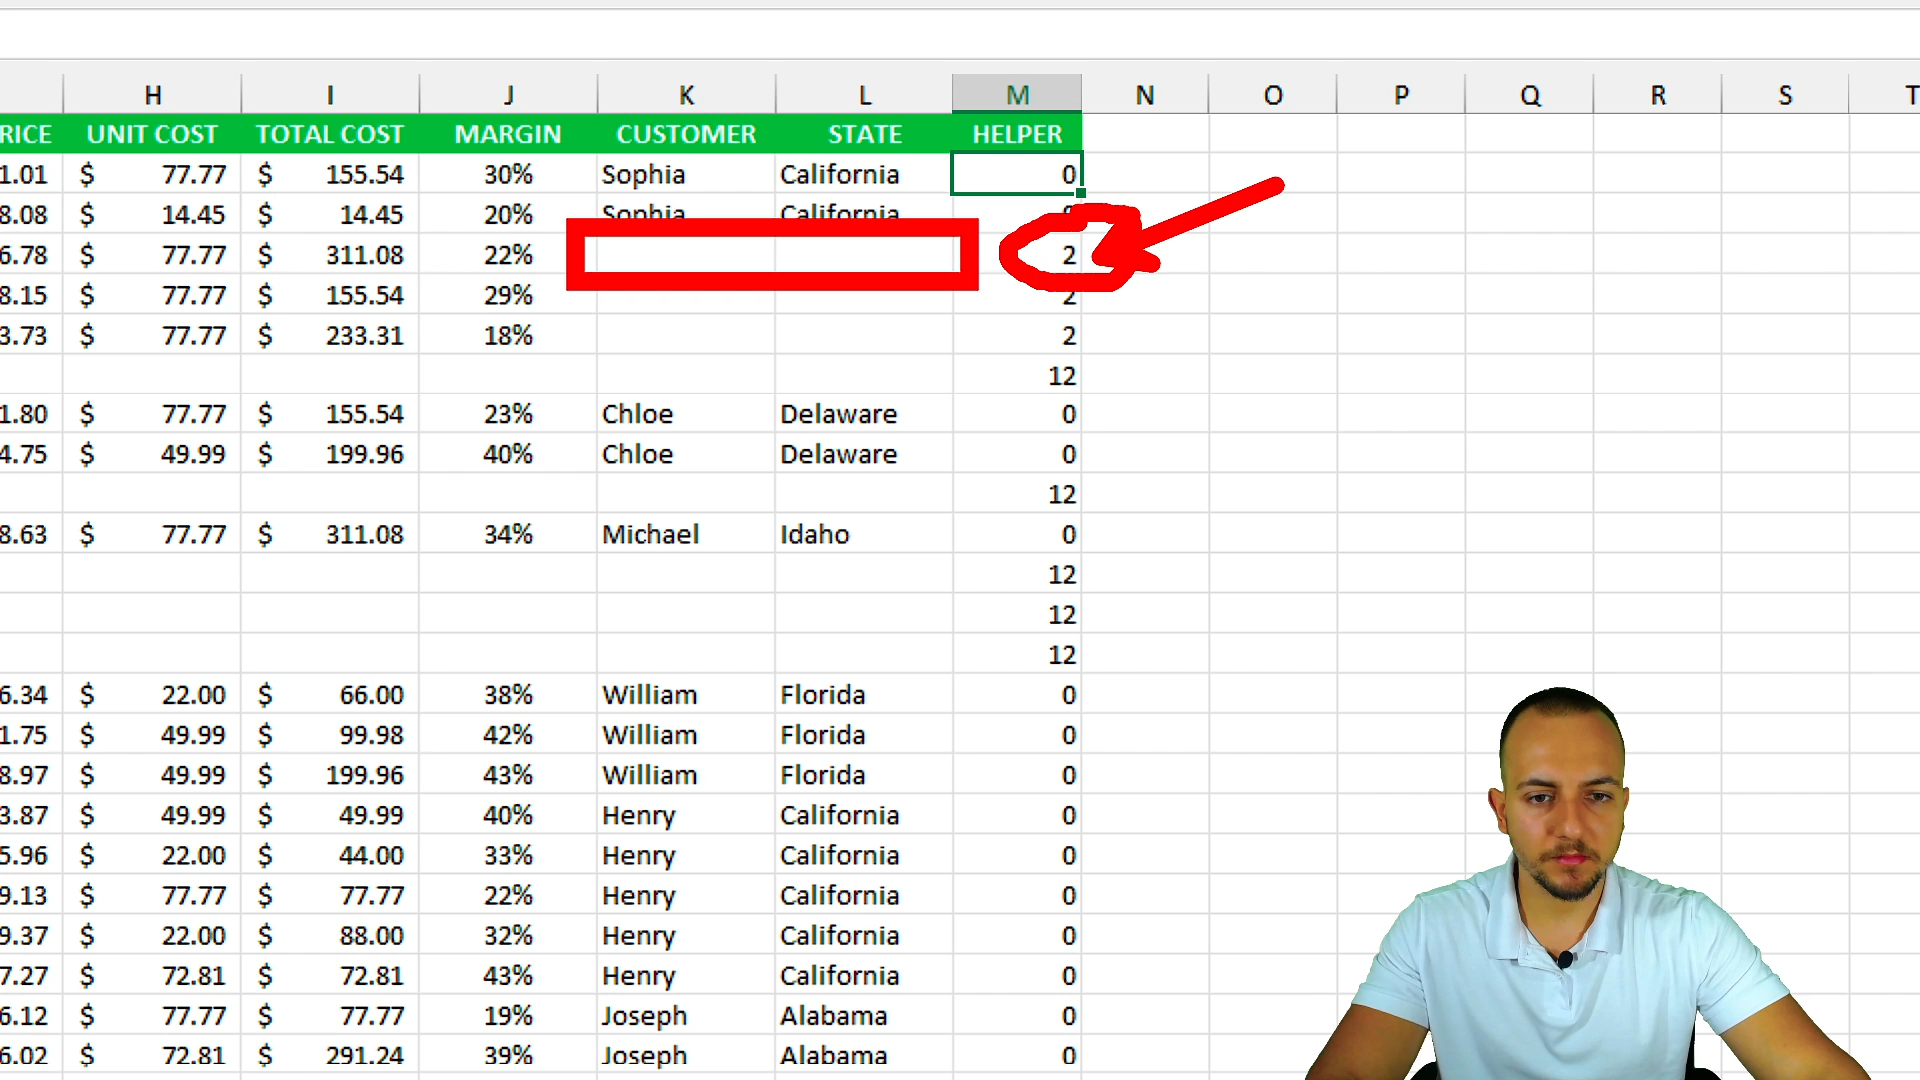 H I J K L M N O P Q R S T
RICE UNIT COST TOTAL COST MARGIN CUSTOMER STATE HELPER
1.01 $ 77.77 $ 155.54 30% Sophia California 0
8.08 $ 14.45 $ 14.45 20% Sophia California
6.78 $ 77.77 $ 311.08 22% 2
8.15 $ 77.77 $ 155.54 29% 2
3.73 $ 77.77 $ 233.31 18% 2
12
1.80 $ 77.77 $ 155.54 23% Chloe Delaware 0
4.75 $ 49.99 $ 199.96 40% Chloe Delaware 0
12
8.63 $ 77.77 $ 311.08 34% Michael Idaho 0
12
12
12
6.34 $ 22.00 $ 66.00 38% William Florida 0
1.75 $ 49.99 $ 99.98 42% William Florida 0
8.97 $ 49.99 $ 199.96 43% William Florida 0
3.87 $ 49.99 $ 49.99 40% Henry California 0
5.96 $ 22.00 $ 44.00 33% Henry California 0
9.13 $ 77.77 $ 77.77 22% Henry California 0
9.37 $ 22.00 $ 88.00 32% Henry California 0
7.27 $ 72.81 $ 72.81 43% Henry California 0
6.12 $ 77.77 $ 77.77 19% Joseph Alabama 0
6.02 $ 72.81 $ 291.24 39% Joseph Alabama 0